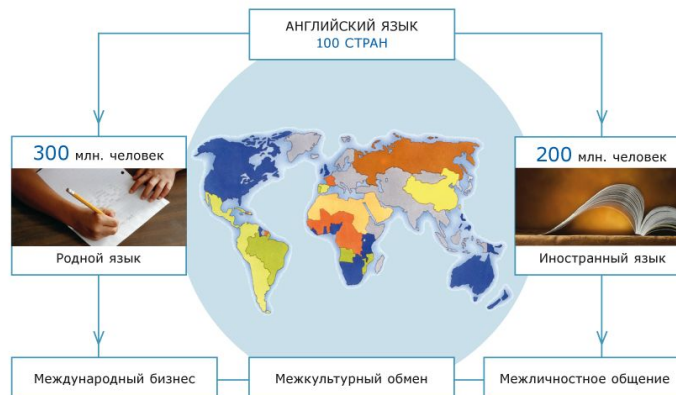 АНГЛИЙСКИЙ ЯЗЫК
100 СТРАН
300 млн. человек
Родной язык
200 млн. человек
Иностранный язык
Международный бизнес
Межкультурный обмен
Межличностное общение